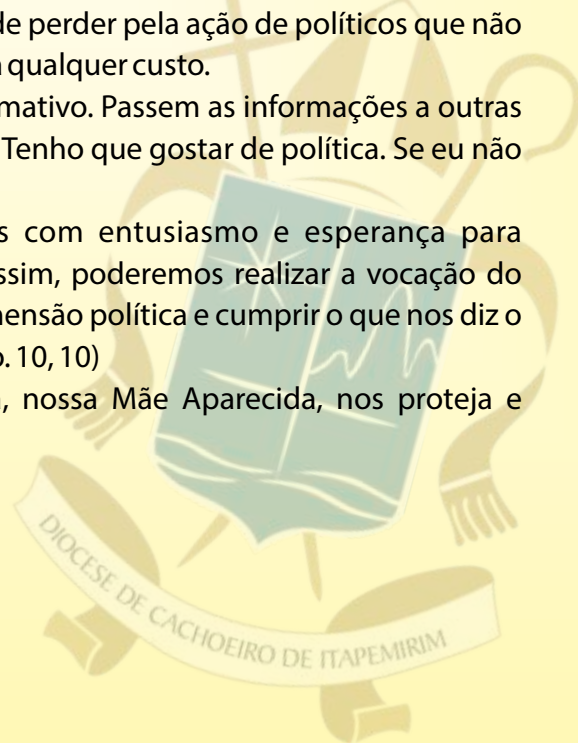 de perder pela ação de políticos que não
qualquer custo.
mativo. Passem as informações a outras
Tenho que gostar de política. Se eu não
s com entusiasmo e esperança para
ssim, poderemos realizar a vocação do
ensão política e cumprir o que nos diz o
. 10, 10)
, nossa Mãe Aparecida, nos proteja e
DIOCESE DE CACHOEIRO DE ITAPEMIRIM